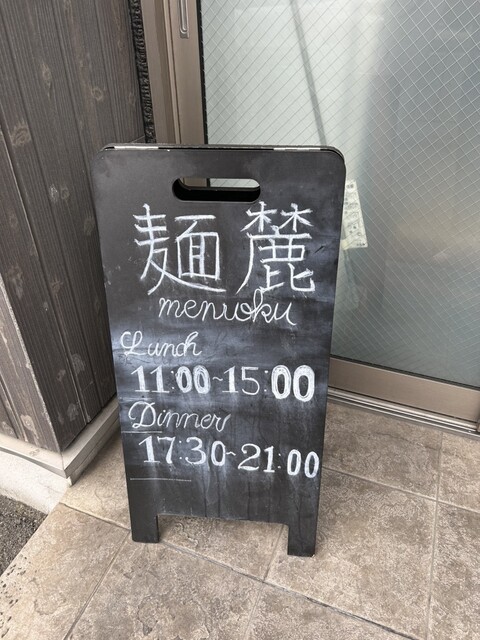 麺麓
menroku
Lunch
11:00~15:00
Dinner
17:30~21:00